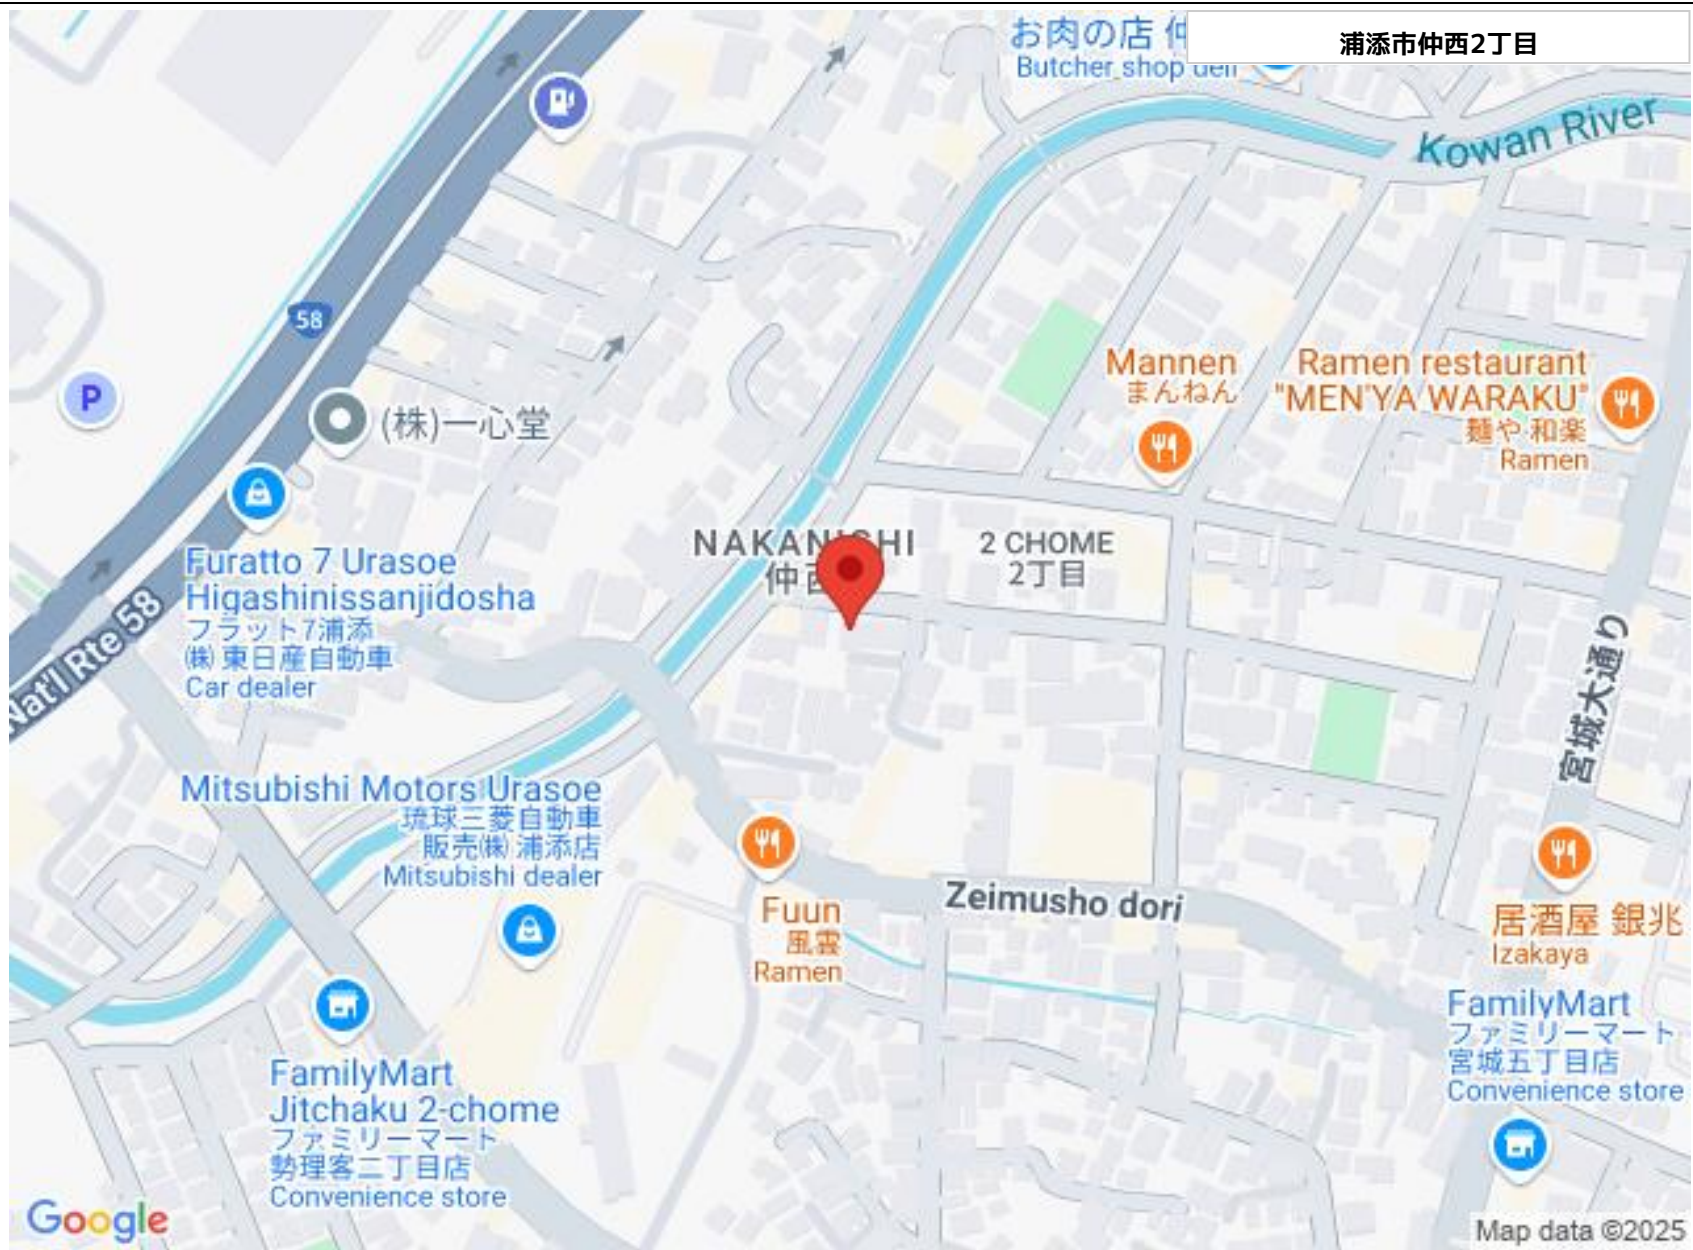 お肉の店 仲
Butcher shop deli
浦添市仲西2丁目
Kowan River
58
P
(株)一心堂
Mannen
まんねん
Ramen restaurant
"MEN'YA WARAKU"
麺や 和楽
Ramen
NAKANISHI
仲西
2 CHOME
2丁目
Furatto 7 Urasoe
Higashinissanjidosha
フラット7浦添
㈱東日産自動車
Car dealer
Nat'l Rte 58
宮城大通り
Mitsubishi Motors Urasoe
琉球三菱自動車
販売㈱ 浦添店
Mitsubishi dealer
Zeimusho dori
Fuun
風雲
Ramen
居酒屋 銀兆
Izakaya
FamilyMart
ファミリーマート
宮城五丁目店
Convenience store
FamilyMart
Jitchaku 2-chome
ファミリーマート
勢理客二丁目店
Convenience store
Google
Map data ©2025